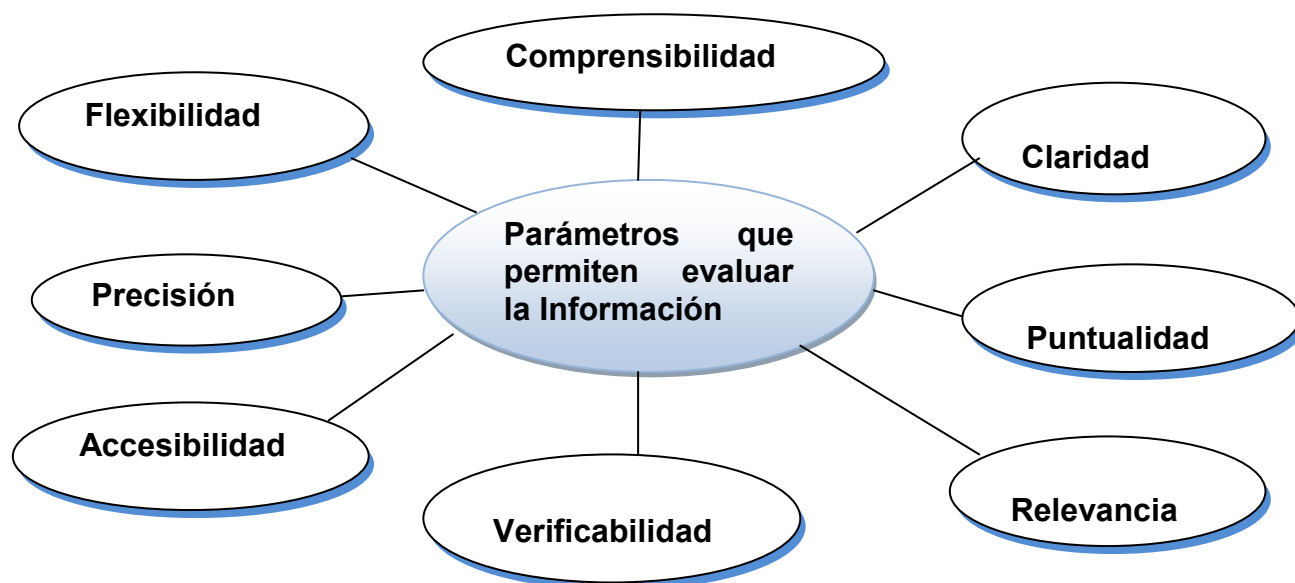 Comprensibilidad
Flexibilidad
Claridad
Parámetros que
permiten evaluar
la Información
Precisión
Puntualidad
Accesibilidad
Relevancia
Verificabilidad